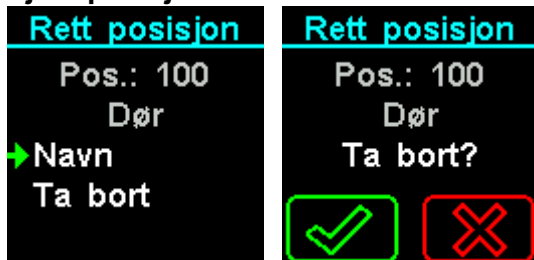 Rett posisjon
Pos.: 100
Dør
Navn
Ta bort
Rett posisjon
Pos.: 100
Dør
Ta bort?